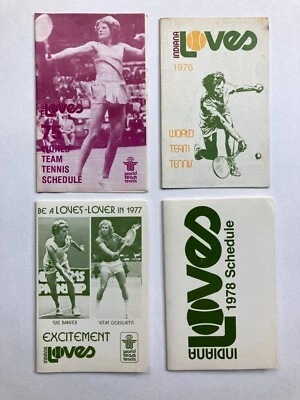 INDIANA
LOVES
75
WORLD
TEAM
TENNIS
SCHEDULE
world
team
tennis
INDIANA
LOVES
1976
WORLD
TEAM
TENNIS
BE A LOVES-LOVER IN 1977
SUE BARKER
VITAS GERULAITIS
EXCITEMENT
INDIANA
LOVES
world
team
tennis
INDIANA
LOVES
1978 Schedule